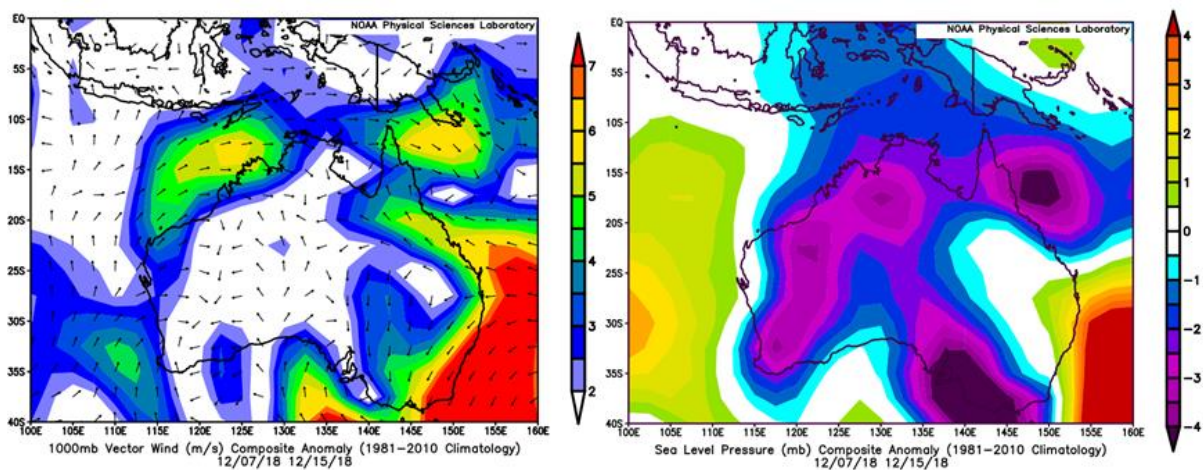 NOAA Physical Sciences Laboratory
EQ
5S
10S
15S
20S
25S
30S
35S
40S
100E 105E 110E 115E 120E 125E 130E 135E 140E 145E 150E 155E 160E
7
6
5
4
3
2
1000mb Vector Wind (m/s) Composite Anomaly (1981-2010 Climatology)
12/07/18 12/15/18
NOAA Physical Sciences Laboratory
EQ
5S
10S
15S
20S
25S
30S
35S
40S
100E 105E 110E 115E 120E 125E 130E 135E 140E 145E 150E 155E 160E
4
3
2
1
0
-1
-2
-3
-4
Sea Level Pressure (mb) Composite Anomaly (1981-2010 Climatology)
12/07/18 12/15/18